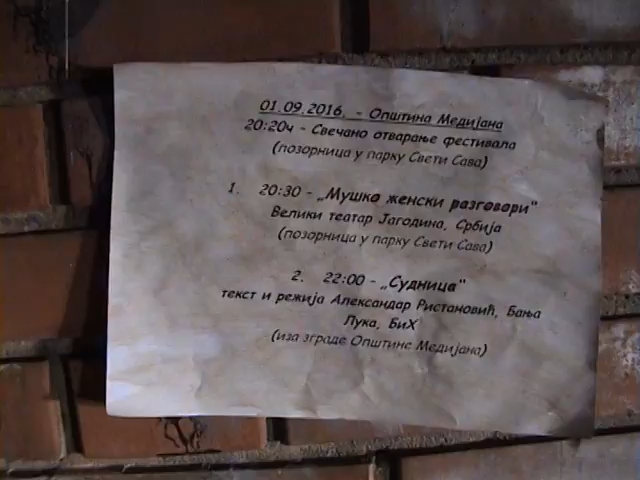 01.09.2016. - Општина Медијана
20:20ч - Свечано отварање фестивала
(позорница у парку Свети Сава)
1. 20:30 - „Мушко женски разговори"
Велики театар Јагодина, Србија
(позорница у парку Свети Сава)
2. 22:00 - „Судница"
текст и режија Александар Ристановић, Бања
Лука, БиХ
(иза зграде Општине Медијана)